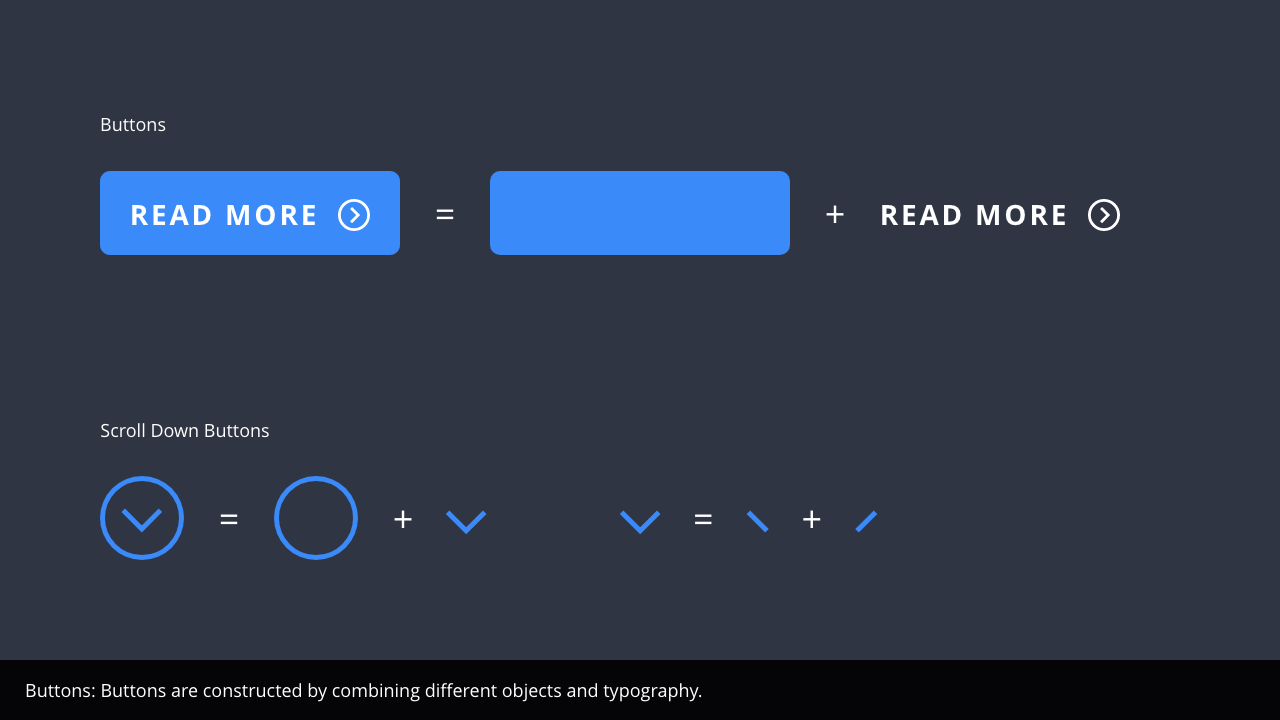 Buttons
READ MORE = + READ MORE
Scroll Down Buttons
= + = +
Buttons: Buttons are constructed by combining different objects and typography.